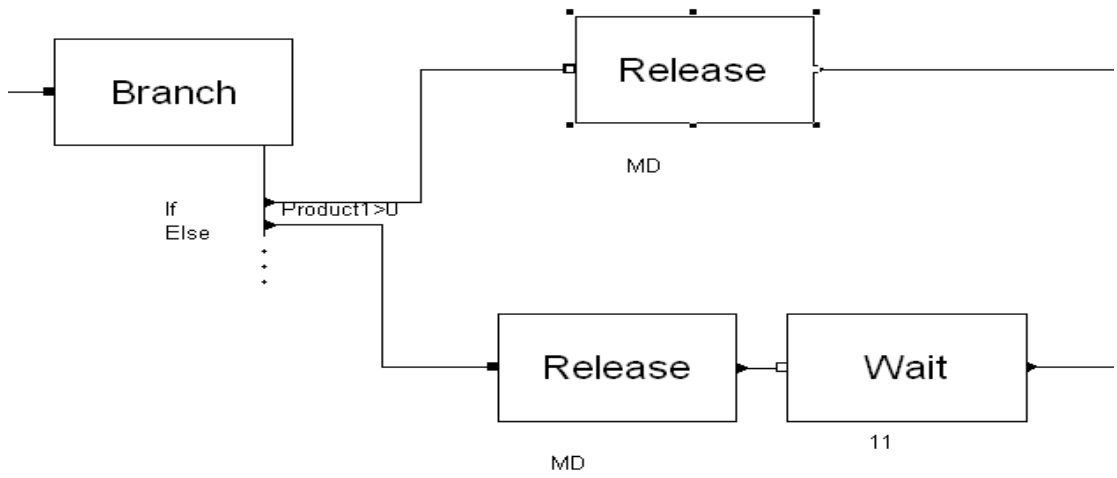 Release
Branch
MD
If
Product1>0
Else
Release
Wait
11
MD